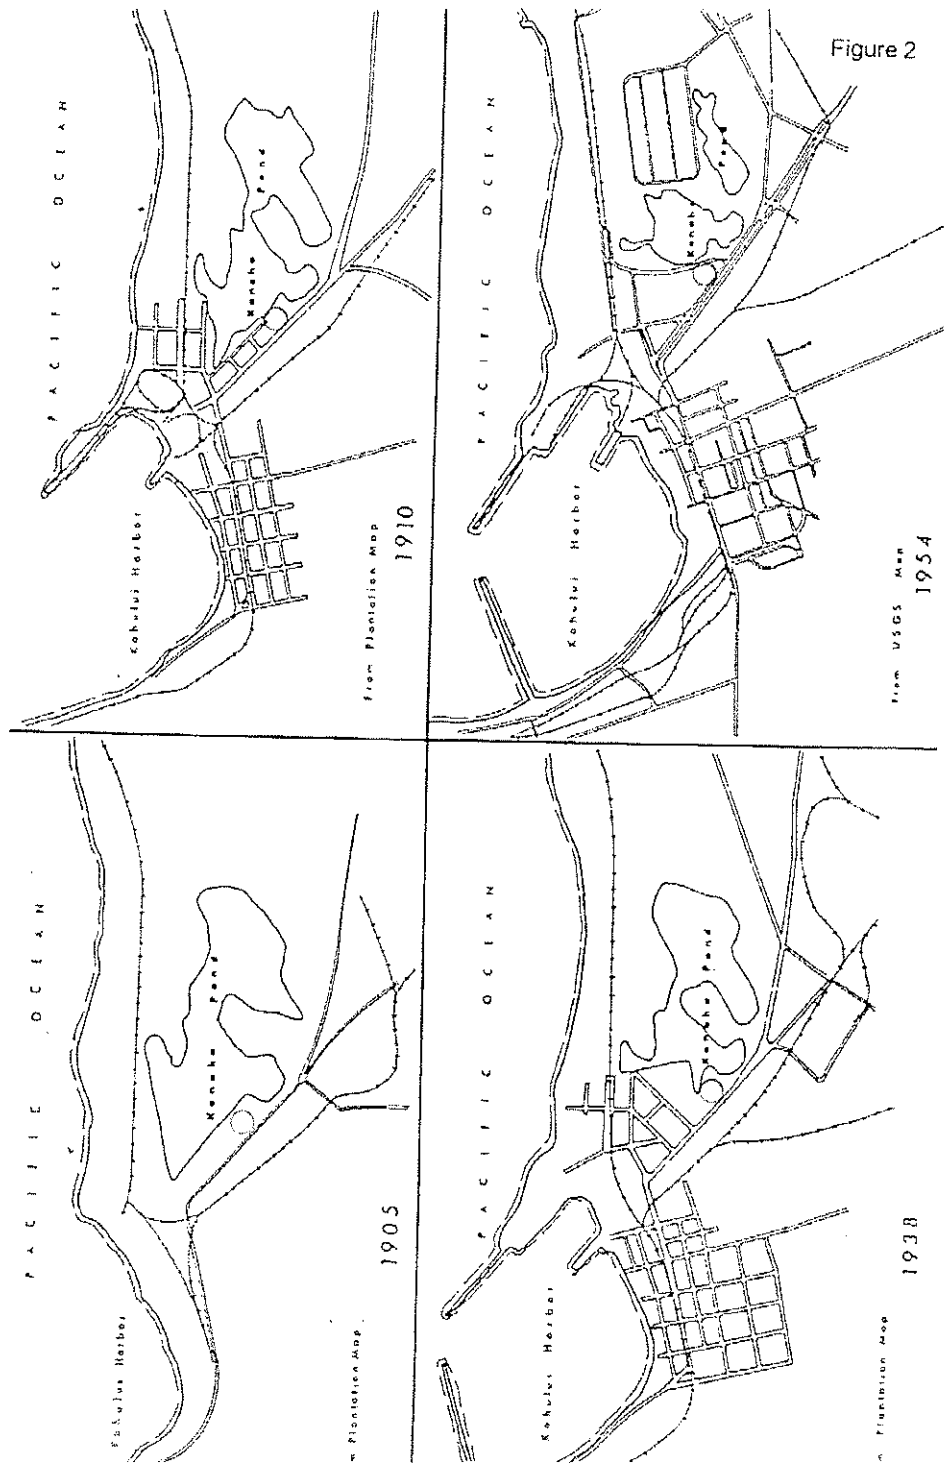 Figure 2
PACIFIC OCEAN
Kanaha Pond
Kahului Harbor
From Plantation Map
1910
PACIFIC OCEAN
Kanaha
Pond
Kahului Harbor
From USGS Map
1954
PACIFIC OCEAN
Kanaha Pond
Kahului Harbor
m Plantation Map
1905
PACIFIC OCEAN
Kanaha Pond
Kahului Harbor
m Plantation Map
1938